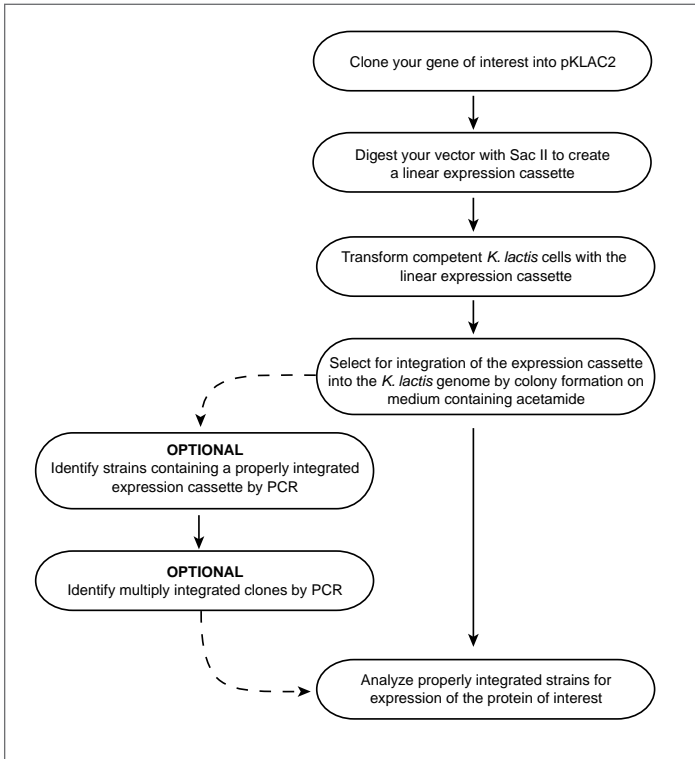 Clone your gene of interest into pKLAC2
Digest your vector with Sac II to create
a linear expression cassette
Transform competent K. lactis cells with the
linear expression cassette
Select for integration of the expression cassette
into the K. lactis genome by colony formation on
medium containing acetamide
OPTIONAL
Identify strains containing a properly integrated
expression cassette by PCR
OPTIONAL
Identify multiply integrated clones by PCR
Analyze properly integrated strains for
expression of the protein of interest